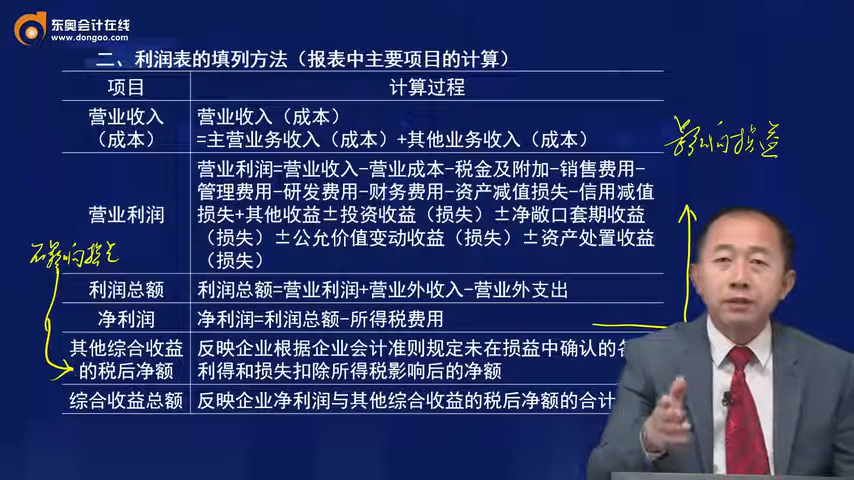 东奥会计在线
www.dongao.com
二、利润表的填列方法（报表中主要项目的计算）
项目
计算过程
营业收入
（成本）
营业收入（成本）
=主营业务收入（成本）+其他业务收入（成本）
影响损益
营业利润
营业利润=营业收入-营业成本-税金及附加-销售费用-
管理费用-研发费用-财务费用-资产减值损失-信用减值
损失+其他收益±投资收益（损失）±净敞口套期收益
（损失）±公允价值变动收益（损失）±资产处置收益
（损失）
不影响损益
利润总额
利润总额=营业利润+营业外收入-营业外支出
净利润
净利润=利润总额-所得税费用
其他综合收益
的税后净额
反映企业根据企业会计准则规定未在损益中确认的各
利得和损失扣除所得税影响后的净额
综合收益总额
反映企业净利润与其他综合收益的税后净额的合计